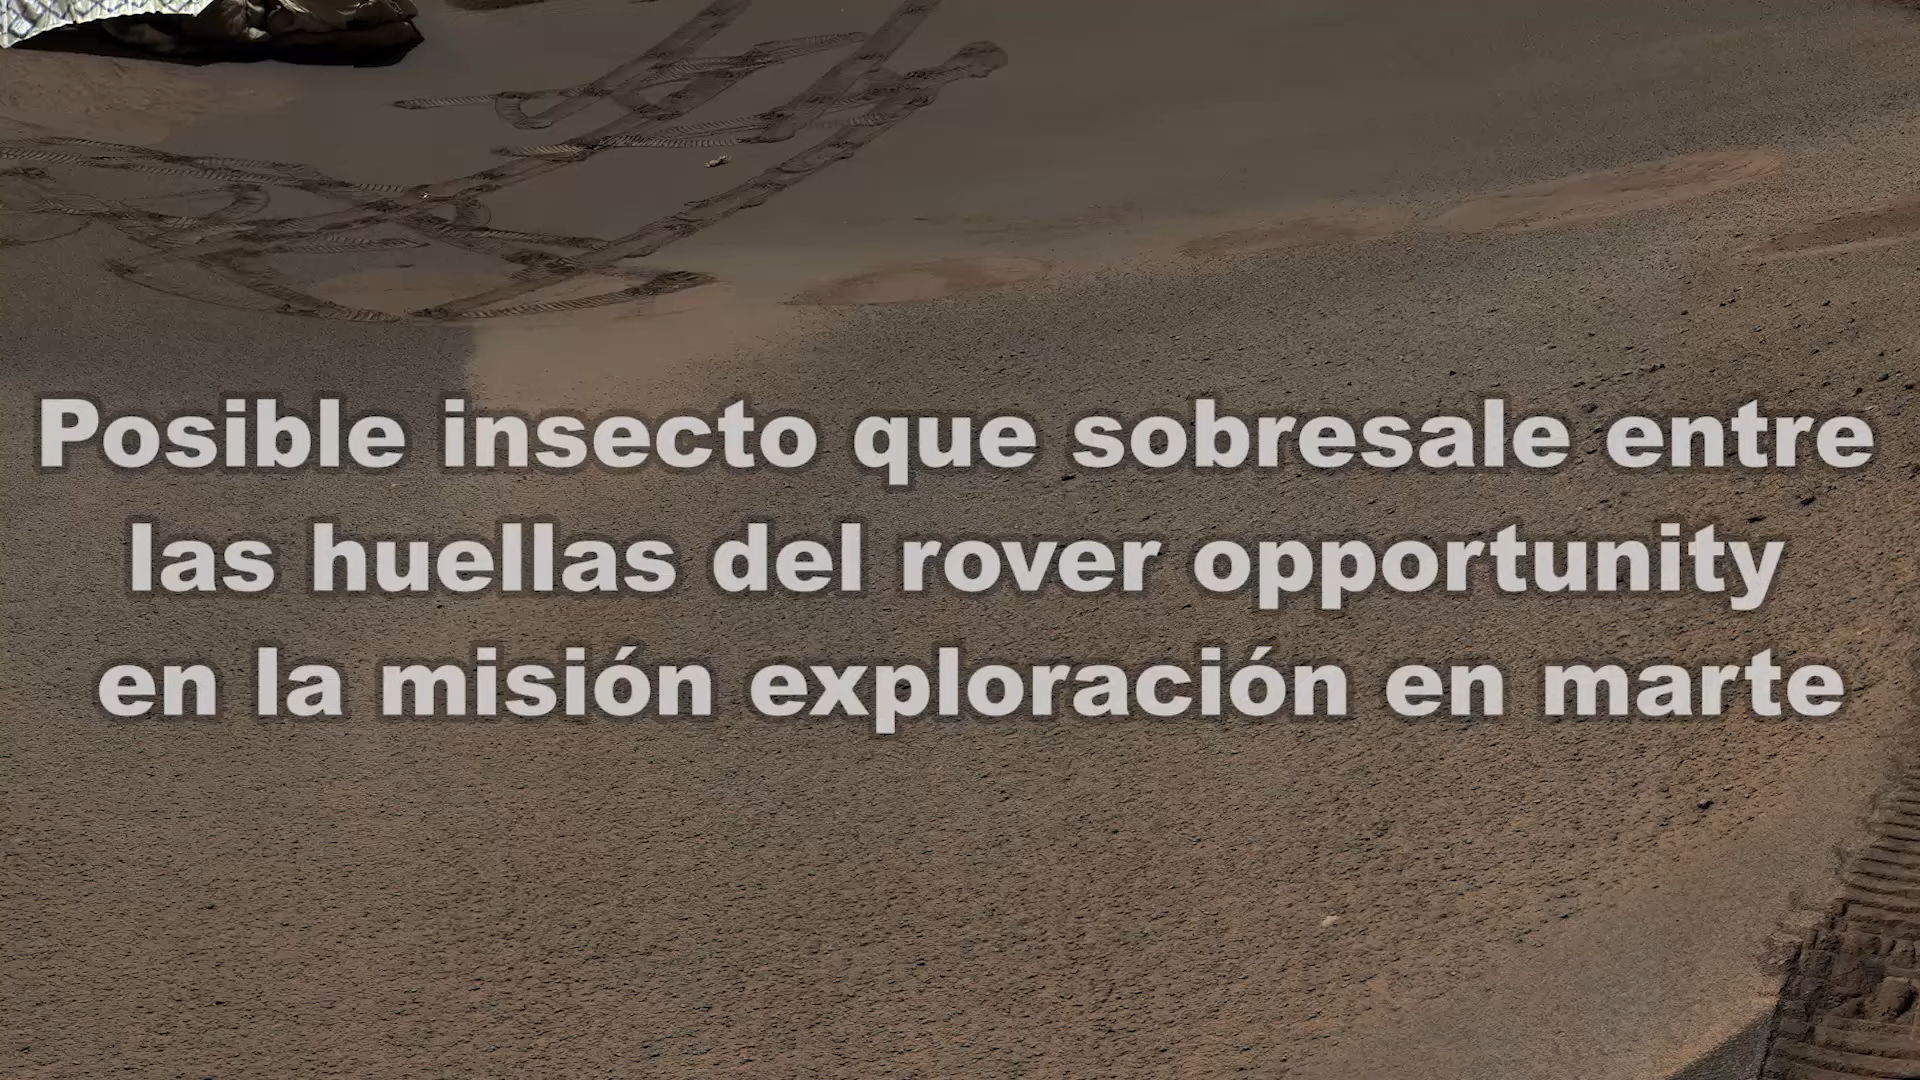 Posible insecto que sobresale entre
las huellas del rover opportunity
en la misión exploración en marte